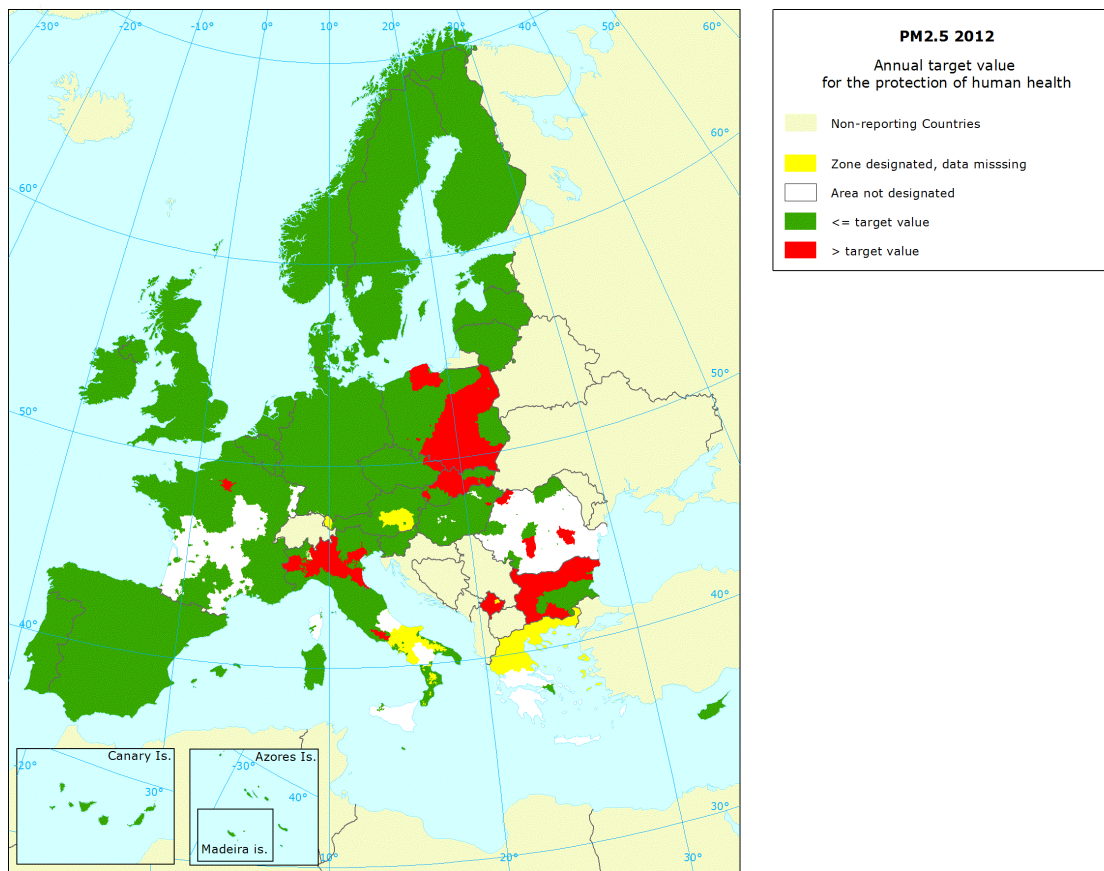 -30°
-20°
-10°
0°
10°
20°
30°
40°
50°
60°
60°
60°
50°
50°
40°
40°
Canary Is.
-20°
30°
Azores Is.
-30°
40°
Madeira is.
10°
20°
30°
30°
PM2.5 2012
Annual target value
for the protection of human health
Non-reporting Countries
Zone designated, data misssing
Area not designated
<= target value
> target value